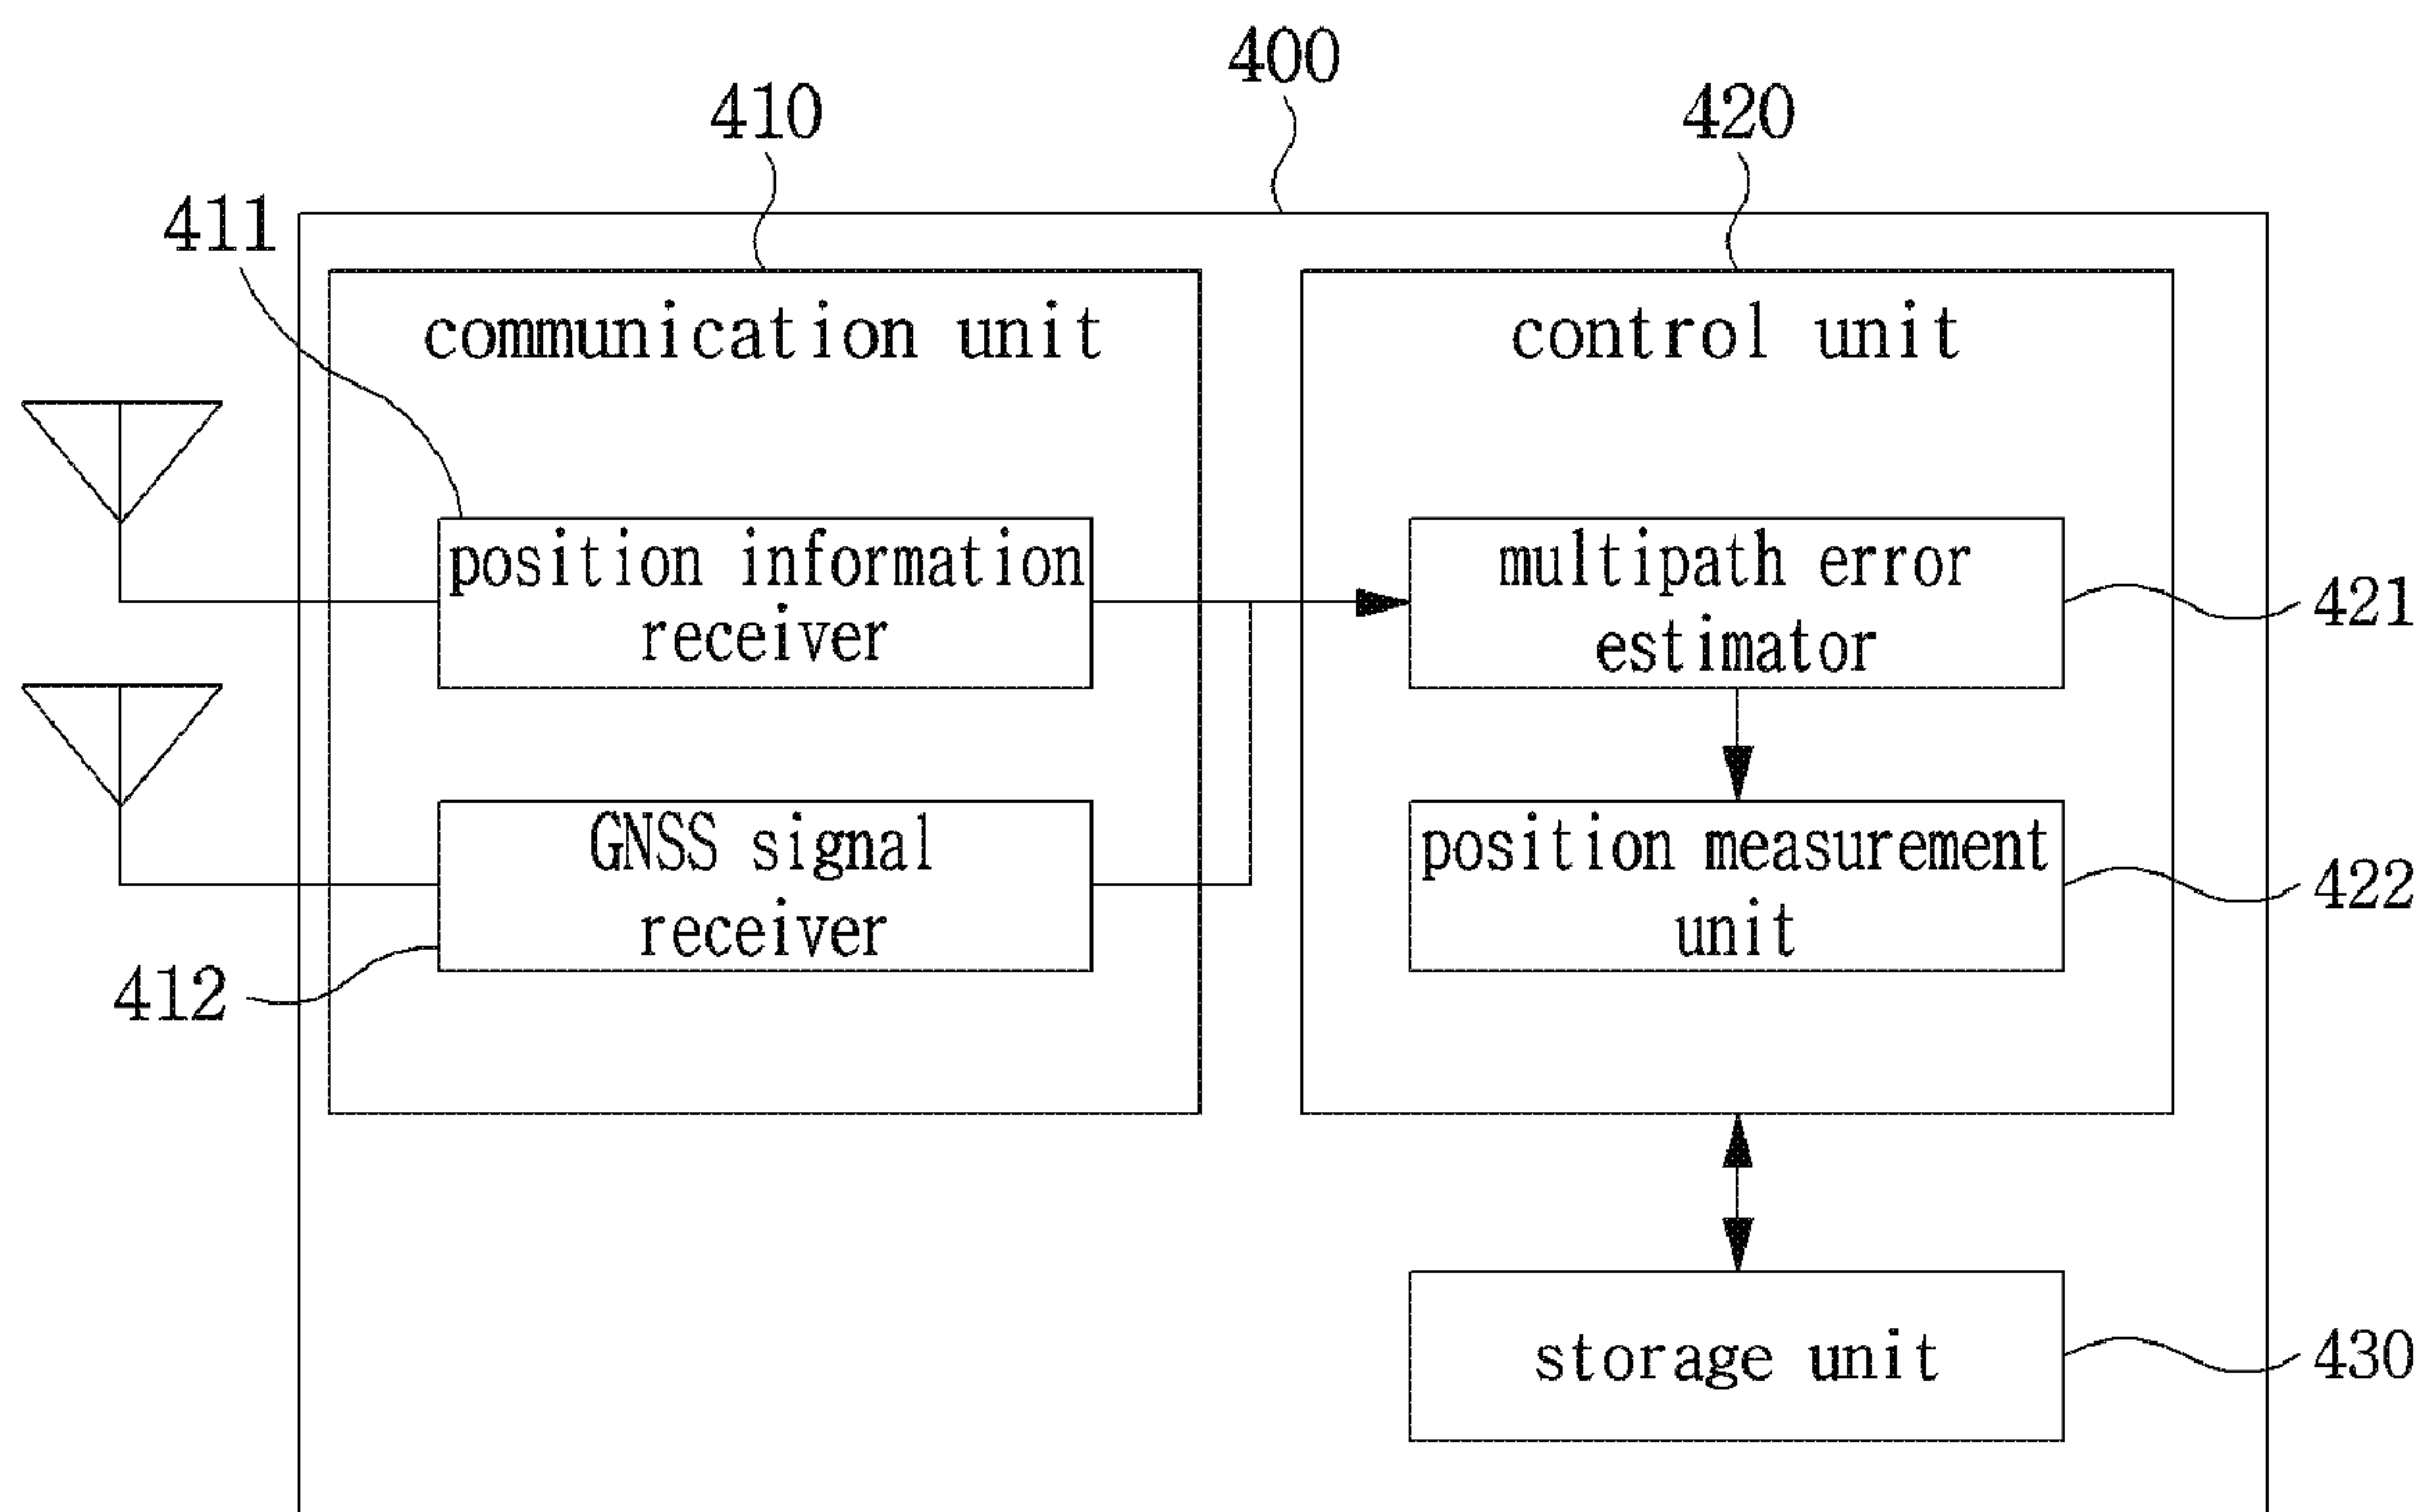 400
410
420
411
communication unit
control unit
position information
receiver
multipath error
estimator
421
GNSS signal
receiver
position measurement
unit
422
412
storage unit
430